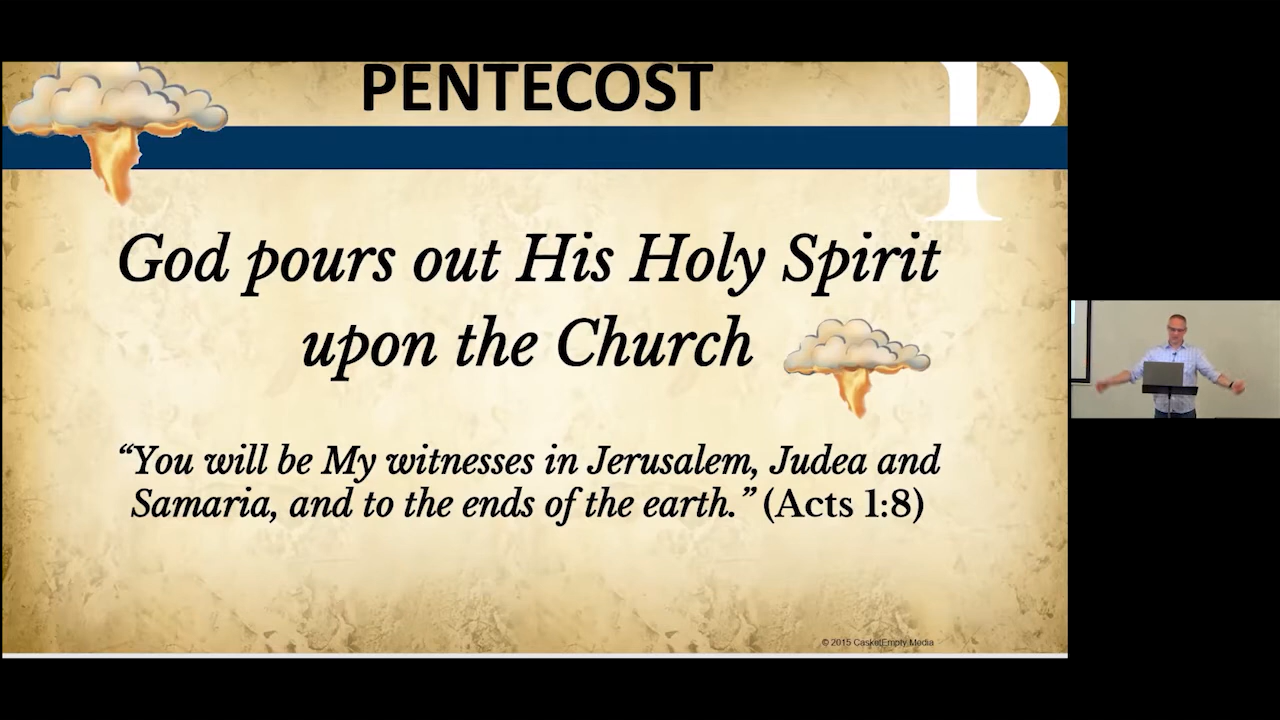 PENTECOST
P
God pours out His Holy Spirit
upon the Church
“You will be My witnesses in Jerusalem, Judea and
Samaria, and to the ends of the earth.” (Acts 1:8)
© 2015 CasketEmpty Media